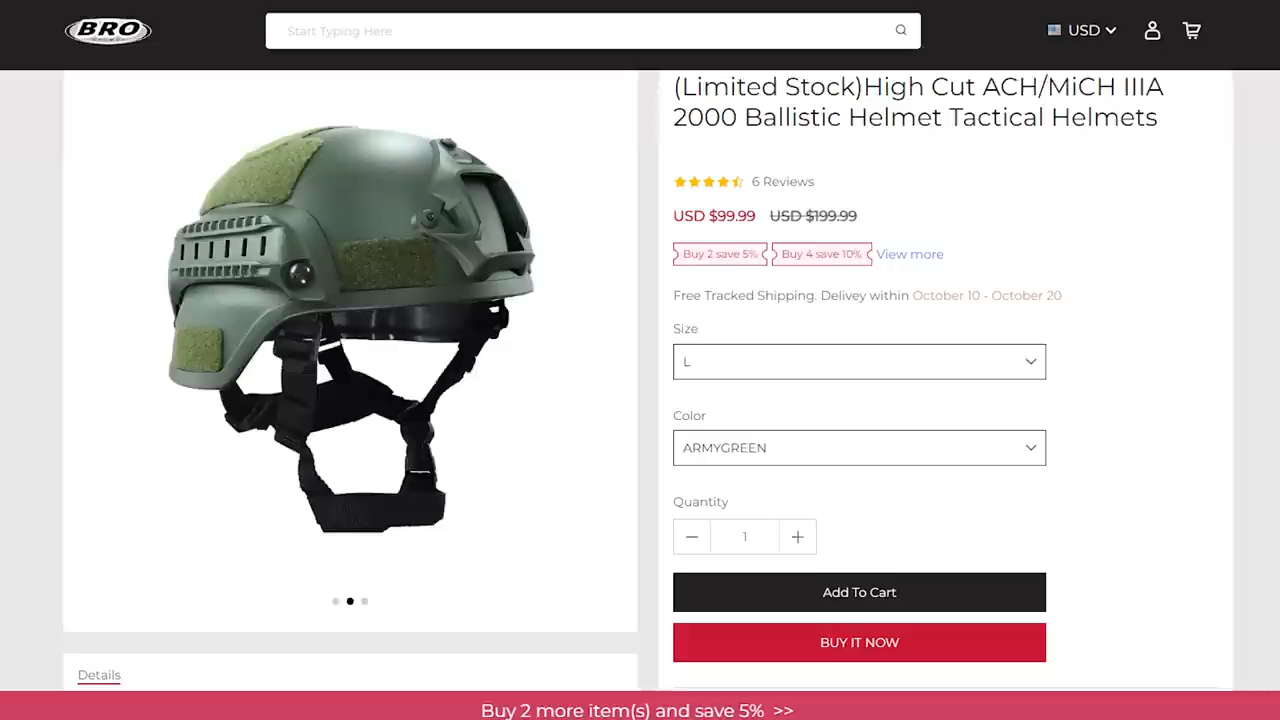 BRO
Start Typing Here
USD
(Limited Stock)High Cut ACH/MiCH IIIA
2000 Ballistic Helmet Tactical Helmets
6 Reviews
USD $99.99 USD $199.99
Buy 2 save 5% Buy 4 save 10% View more
Free Tracked Shipping. Delivey within October 10 - October 20
Size
L
Color
ARMYGREEN
Quantity
1
Add To Cart
BUY IT NOW
Details
Buy 2 more item(s) and save 5% >>